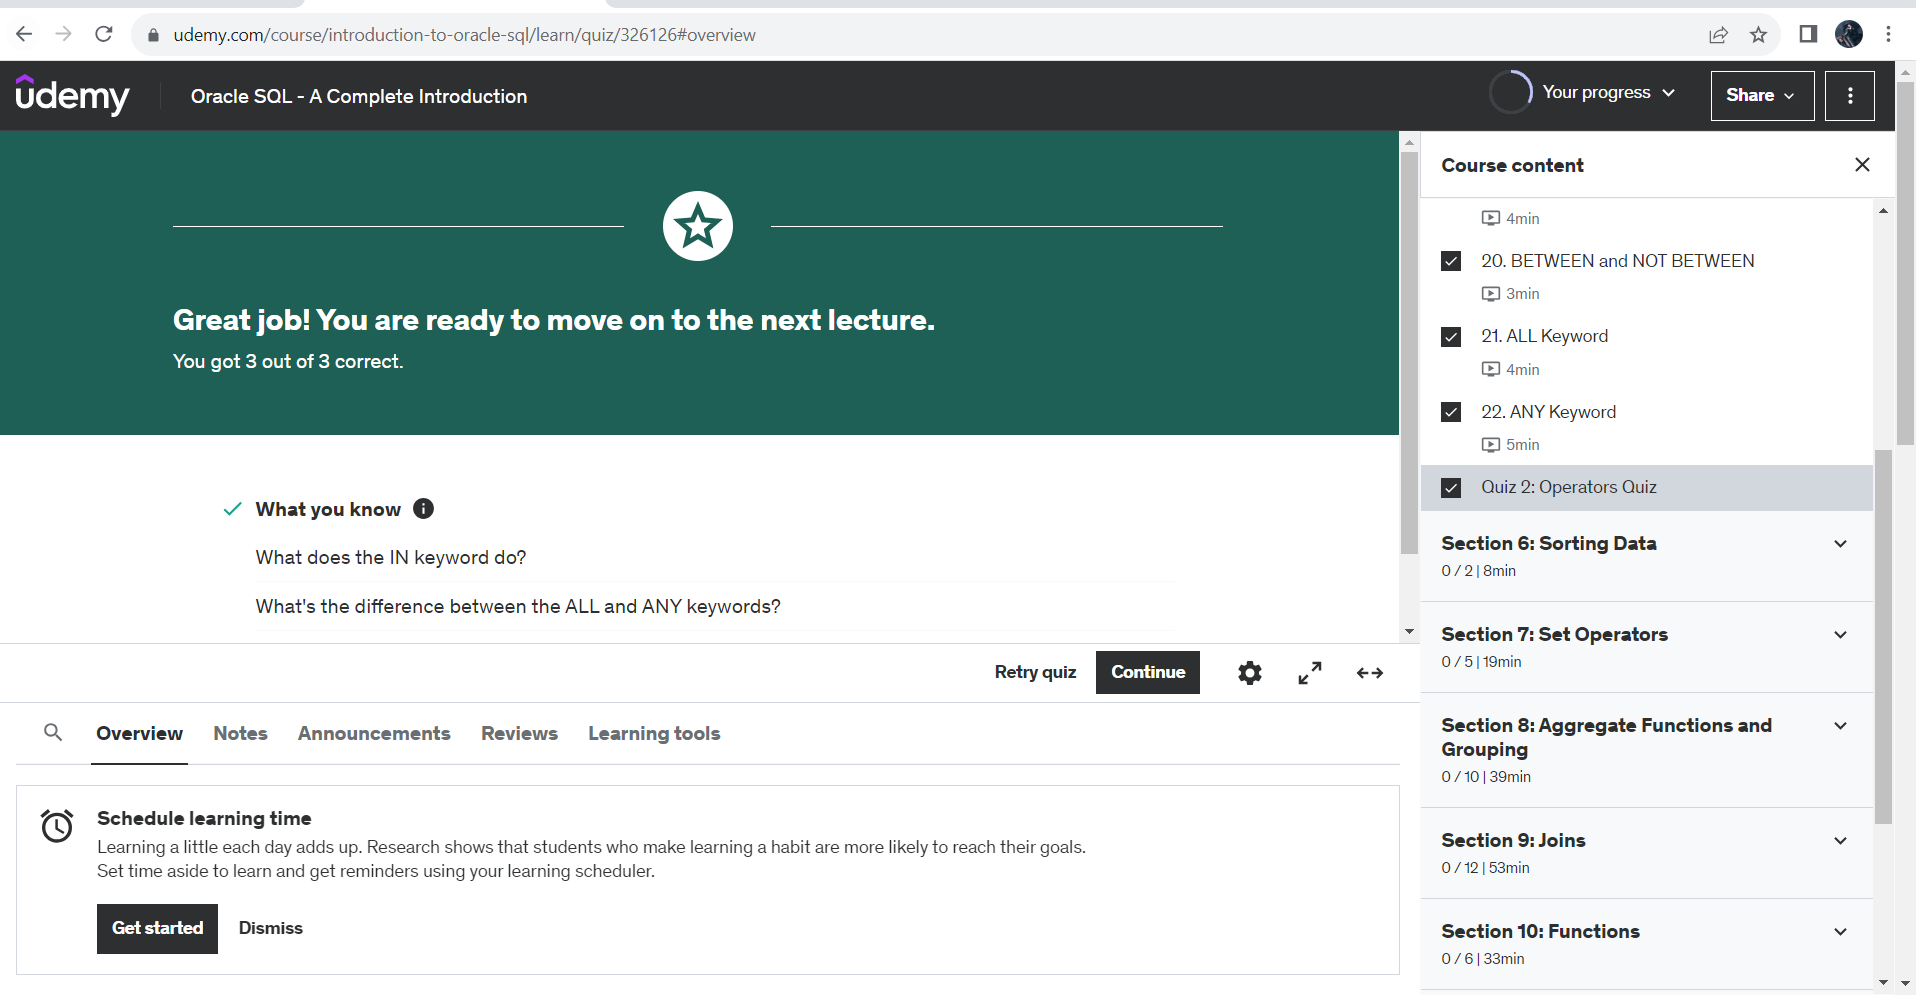 udemy.com/course/introduction-to-oracle-sql/learn/quiz/326126#overview
udemy
Oracle SQL - A Complete Introduction
Your progress
Share
Great job! You are ready to move on to the next lecture.
You got 3 out of 3 correct.
What you know
What does the IN keyword do?
What's the difference between the ALL and ANY keywords?
Retry quiz
Continue
Overview
Notes
Announcements
Reviews
Learning tools
Schedule learning time
Learning a little each day adds up. Research shows that students who make learning a habit are more likely to reach their goals.
Set time aside to learn and get reminders using your learning scheduler.
Get started
Dismiss
Course content
4min
20. BETWEEN and NOT BETWEEN
3min
21. ALL Keyword
4min
22. ANY Keyword
5min
Quiz 2: Operators Quiz
Section 6: Sorting Data
0 / 2 | 8min
Section 7: Set Operators
0 / 5 | 19min
Section 8: Aggregate Functions and
Grouping
0 / 10 | 39min
Section 9: Joins
0 / 12 | 53min
Section 10: Functions
0 / 6 | 33min